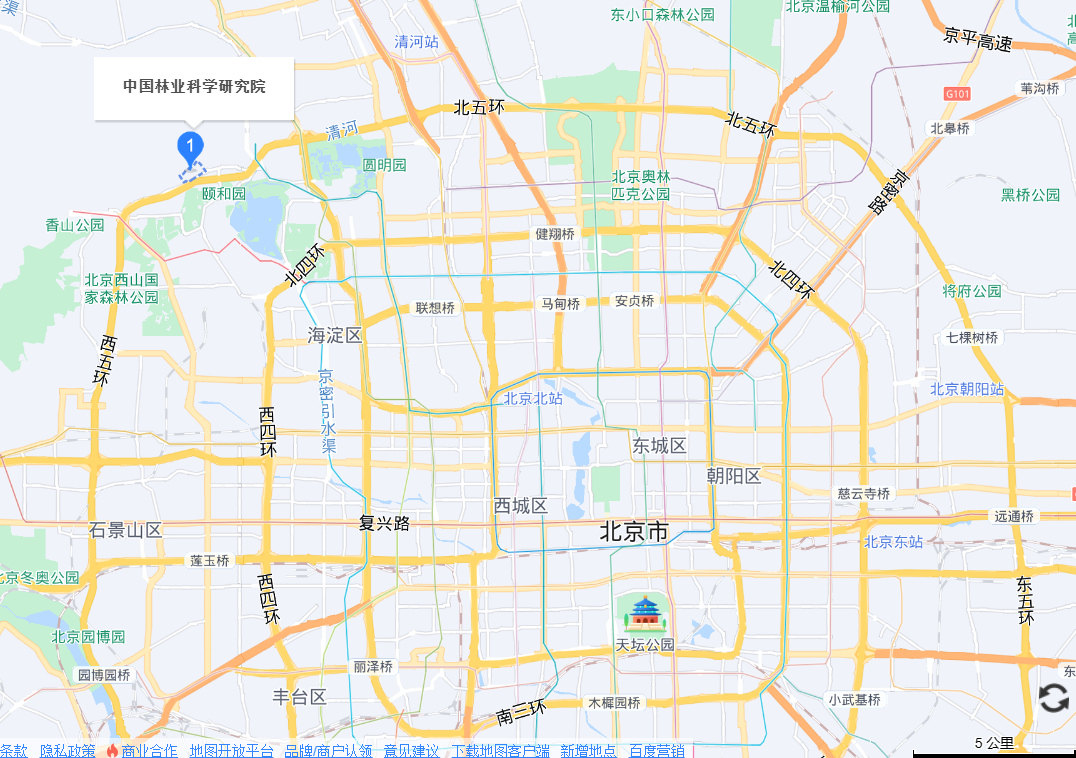 东小口森林公园
北京温榆河公园
清河站
京平高速
中国林业科学研究院
G101
苇沟桥
北五环
北五环
清河
北皋桥
1
圆明园
颐和园
北京奥林
匹克公园
京密路
黑桥公园
香山公园
健翔桥
北四环
北四环
北京西山国
家森林公园
将府公园
联想桥
马甸桥
安贞桥
海淀区
七棵树桥
西五环
京密引水渠
北京朝阳站
北京北站
西四环
东城区
朝阳区
慈云寺桥
西城区
远通桥
石景山区
复兴路
北京市
北京东站
莲玉桥
北京冬奥公园
西四环
东五环
北京园博园
天坛公园
园博园桥
丽泽桥
丰台区
南三环
木樨园桥
小武基桥
5 公里
条款 隐私政策 商业合作 地图开放平台 品牌/商户认领 意见建议 下载地图客户端 新增地点 百度营销